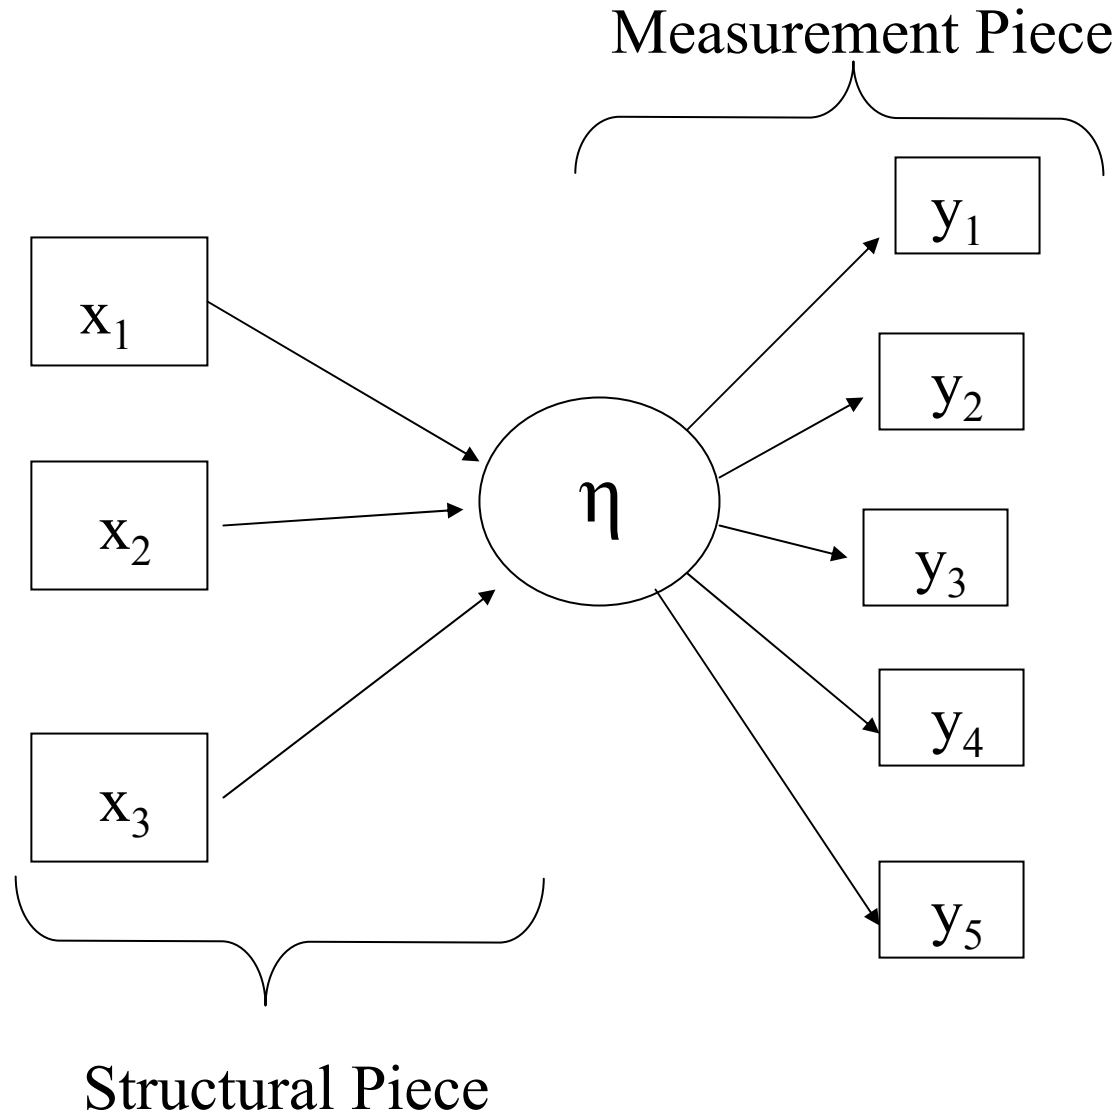 Measurement Piece
y1
x1
y2
η
x2
y3
y4
x3
y5
Structural Piece